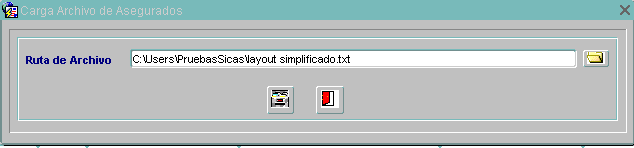 Carga Archivo de Asegurados
Ruta de Archivo C:\Users\PruebasSicas\layout simplificado.txt